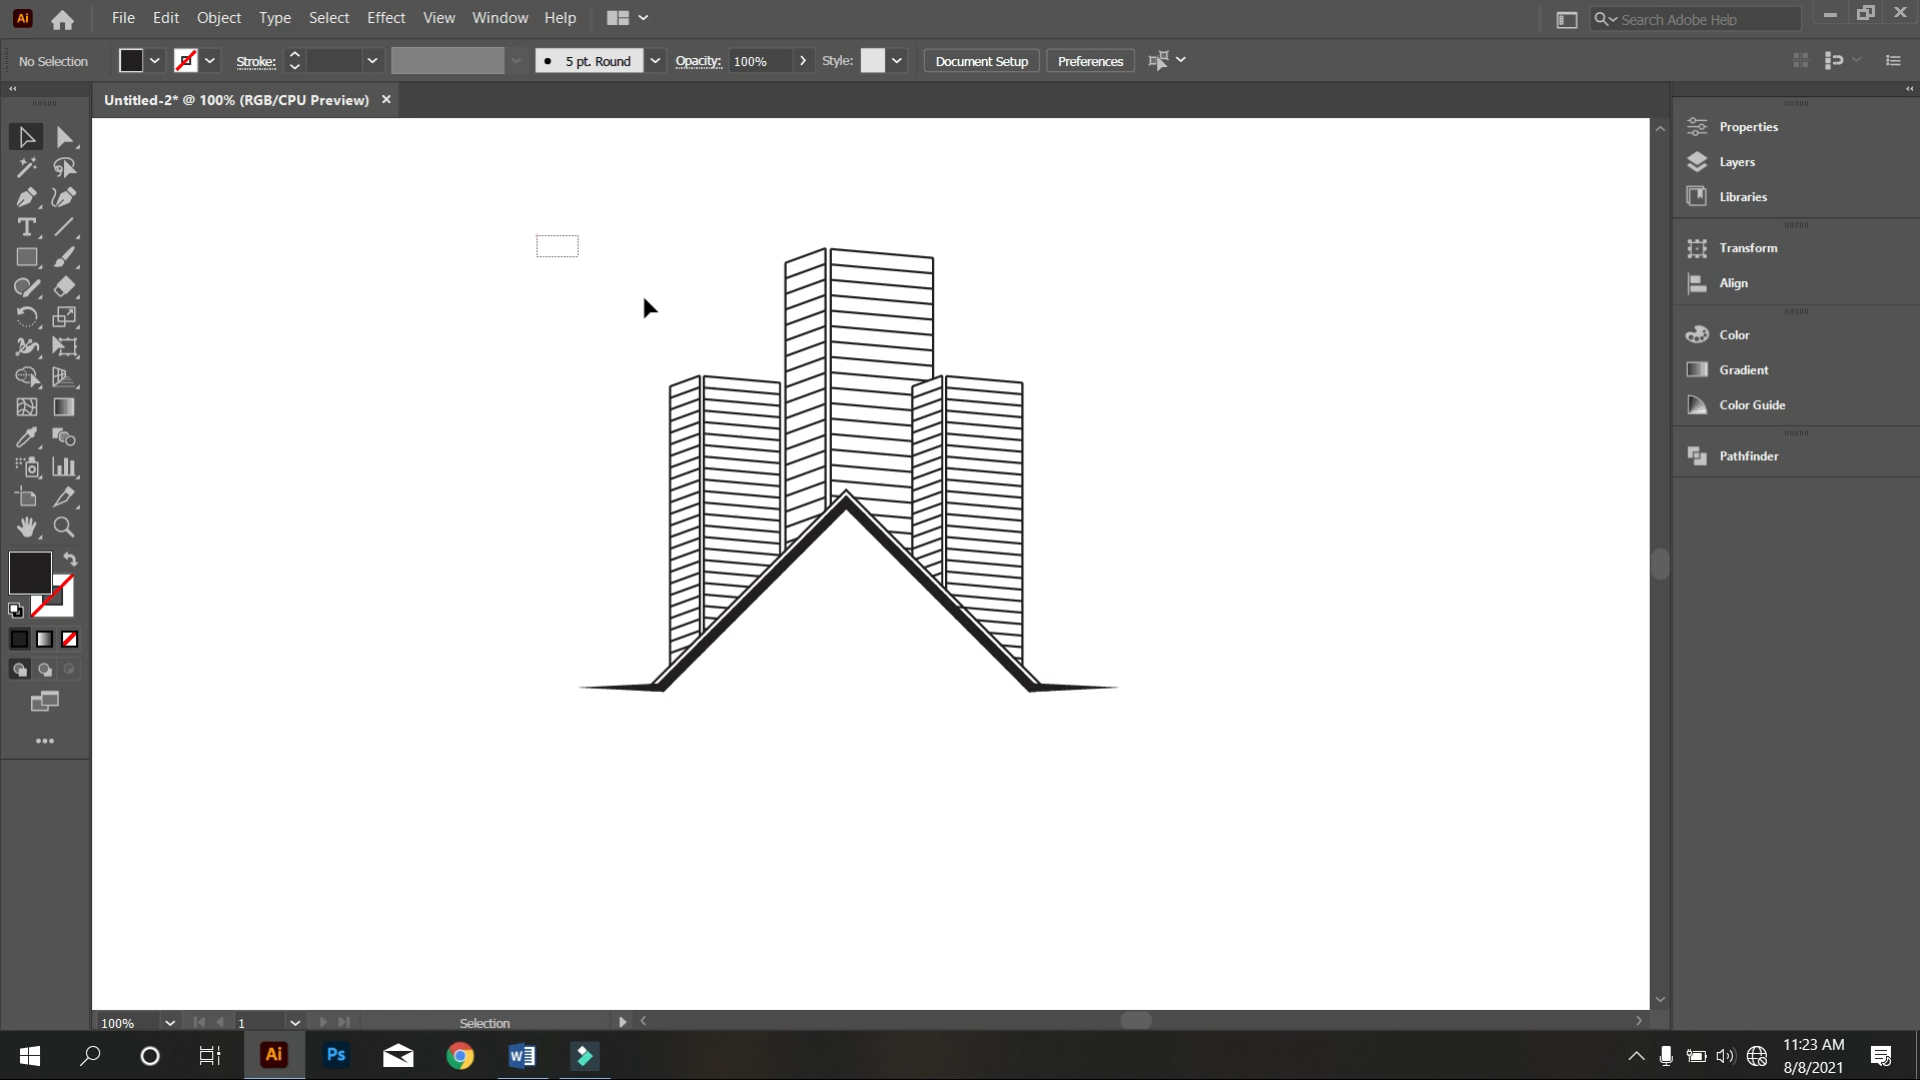 Ai File Edit Object Type Select Effect View Window Help Search Adobe Help
No Selection Stroke: 5 pt. Round Opacity: 100% Style: Document Setup Preferences
Untitled-2* @ 100% (RGB/CPU Preview)
Properties
Layers
Libraries
Transform
Align
Color
Gradient
Color Guide
Pathfinder
100% 1 Selection
Ai Ps W 11:23 AM
8/8/2021